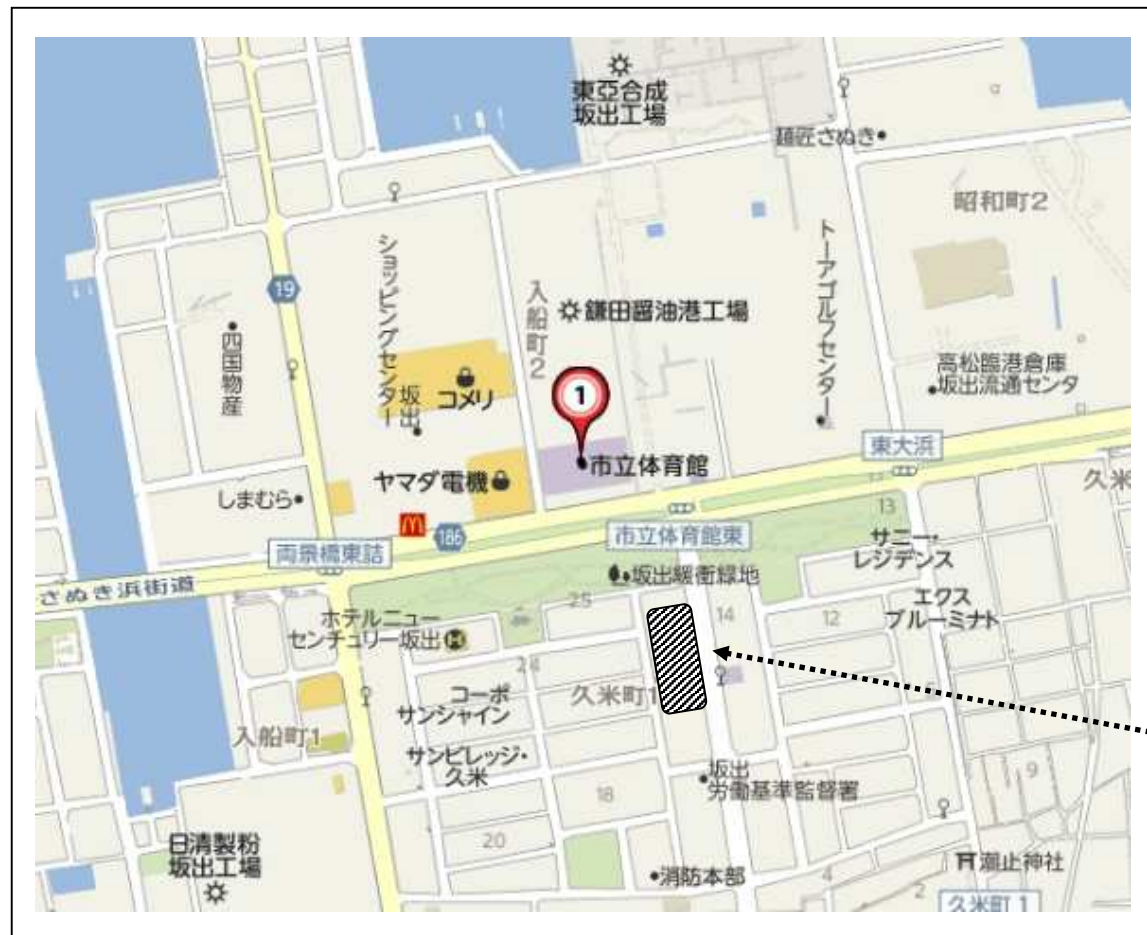 東亞合成
坂出工場
麺匠さぬき
昭和町2
19
ショッピングセンター
坂出
入船町2
鎌田醤油港工場
トーアゴルフセンター
四国物産
コメリ
1
高松臨港倉庫
坂出流通センタ
東大浜
市立体育館
ヤマダ電機
しまむら
久米
13
186
市立体育館東
両景橋東詰
サニー・
レジデンス
さぬき浜街道
坂出緩衝緑地
エクス
ブルーミナト
ホテルニュー
センチュリー坂出
H
25
14
12
24
コーポ
サンシャイン
久米町1
6
入船町1
サンビレッジ・
久米
坂出
労働基準監督署
9
18
20
日清製粉
坂出工場
消防本部
4
2
潮止神社
久米町1